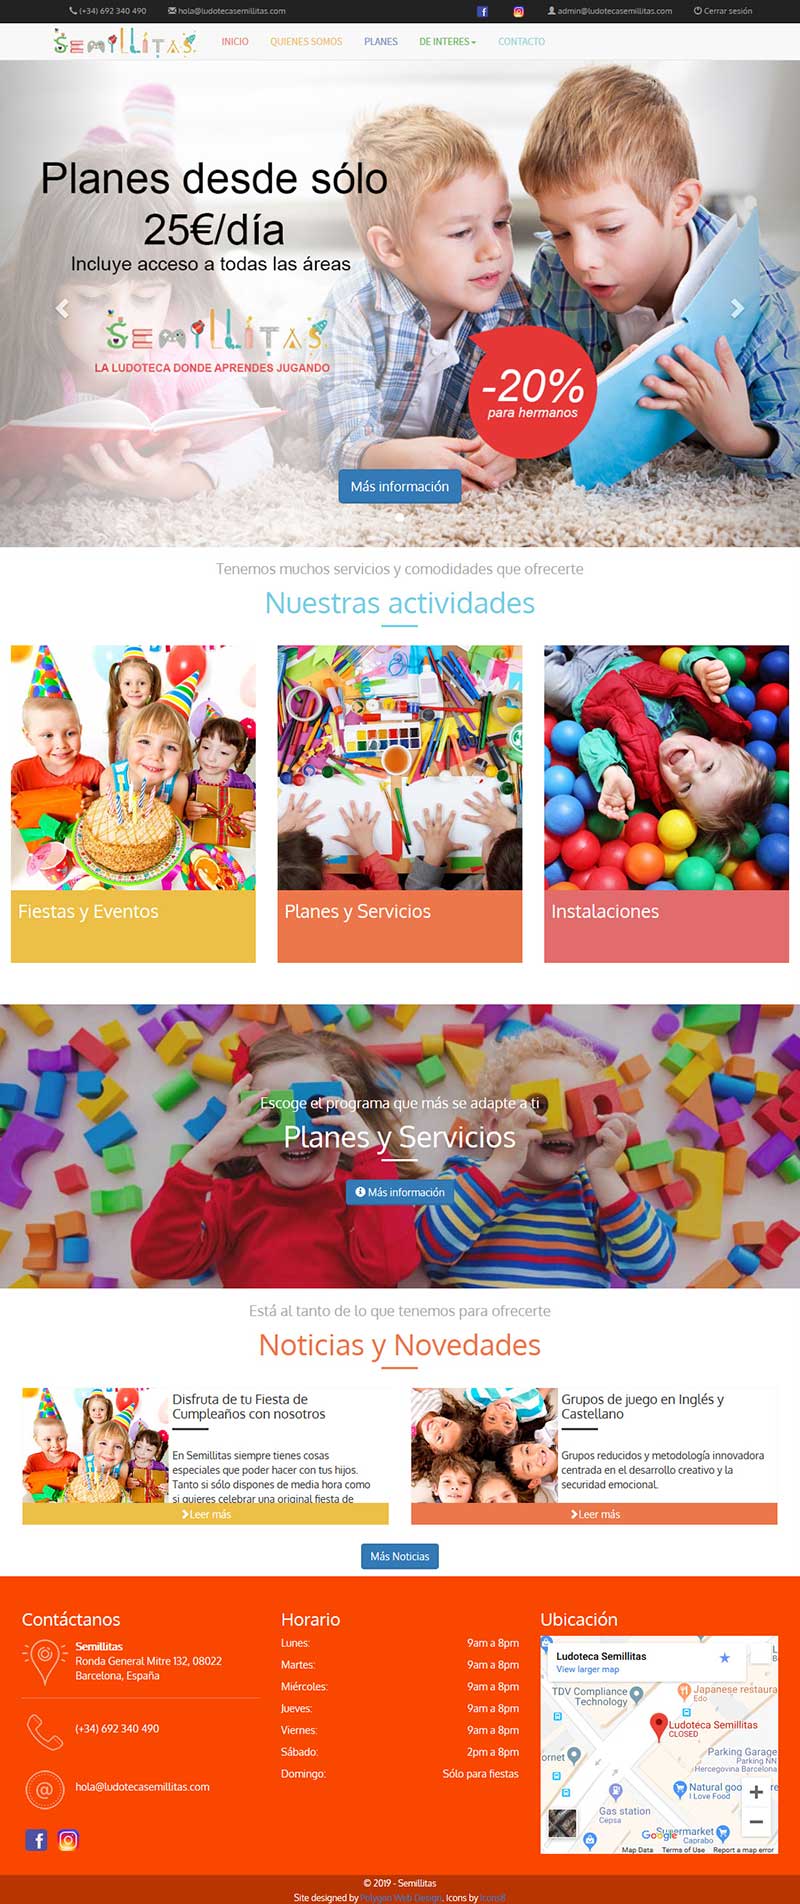 (+34) 692 340 490 hola@ludotecasemillitas.com admin@ludotecasemillitas.com Cerrar sesión
SEMILLITAS INICIO QUIENES SOMOS PLANES DE INTERES CONTACTO
Planes desde sólo
25€/día
Incluye acceso a todas las áreas
SEMILLITAS
LA LUDOTECA DONDE APRENDES JUGANDO
-20%
para hermanos
Más información
Tenemos muchos servicios y comodidades que ofrecerte
Nuestras actividades
Fiestas y Eventos
Planes y Servicios
Instalaciones
Escoge el programa que más se adapte a ti
Planes y Servicios
Más información
Está al tanto de lo que tenemos para ofrecerte
Noticias y Novedades
Disfruta de tu Fiesta de
Cumpleaños con nosotros
En Semillitas siempre tienes cosas
especiales que poder hacer con tus hijos.
Tanto si sólo dispones de media hora como
si quieres celebrar una original fiesta de
Leer más
Grupos de juego en Inglés y
Castellano
Grupos reducidos y metodología innovadora
centrada en el desarrollo creativo y la
securidad emocional.
Leer más
Más Noticias
Contáctanos
Semillitas
Ronda General Mitre 132, 08022
Barcelona, España
(+34) 692 340 490
hola@ludotecasemillitas.com
Horario
Lunes: 9am a 8pm
Martes: 9am a 8pm
Miércoles: 9am a 8pm
Jueves: 9am a 8pm
Viernes: 9am a 8pm
Sábado: 2pm a 8pm
Domingo: Sólo para fiestas
Ubicación
Ludoteca Semillitas
View larger map
TDV Compliance
Technology
Japanese restaura
Edo
Ludoteca Semillitas
CLOSED
Parking Garage
Parking NN
Hercegovina Barcelona
ornet
Natural goo
I Love Food
Gas station
Cepsa
Supermarket
Caprabo
Google
Map Data Terms of Use Report a map error
© 2019 - Semillitas
Site designed by Polygon Web Design. Icons by Icons8